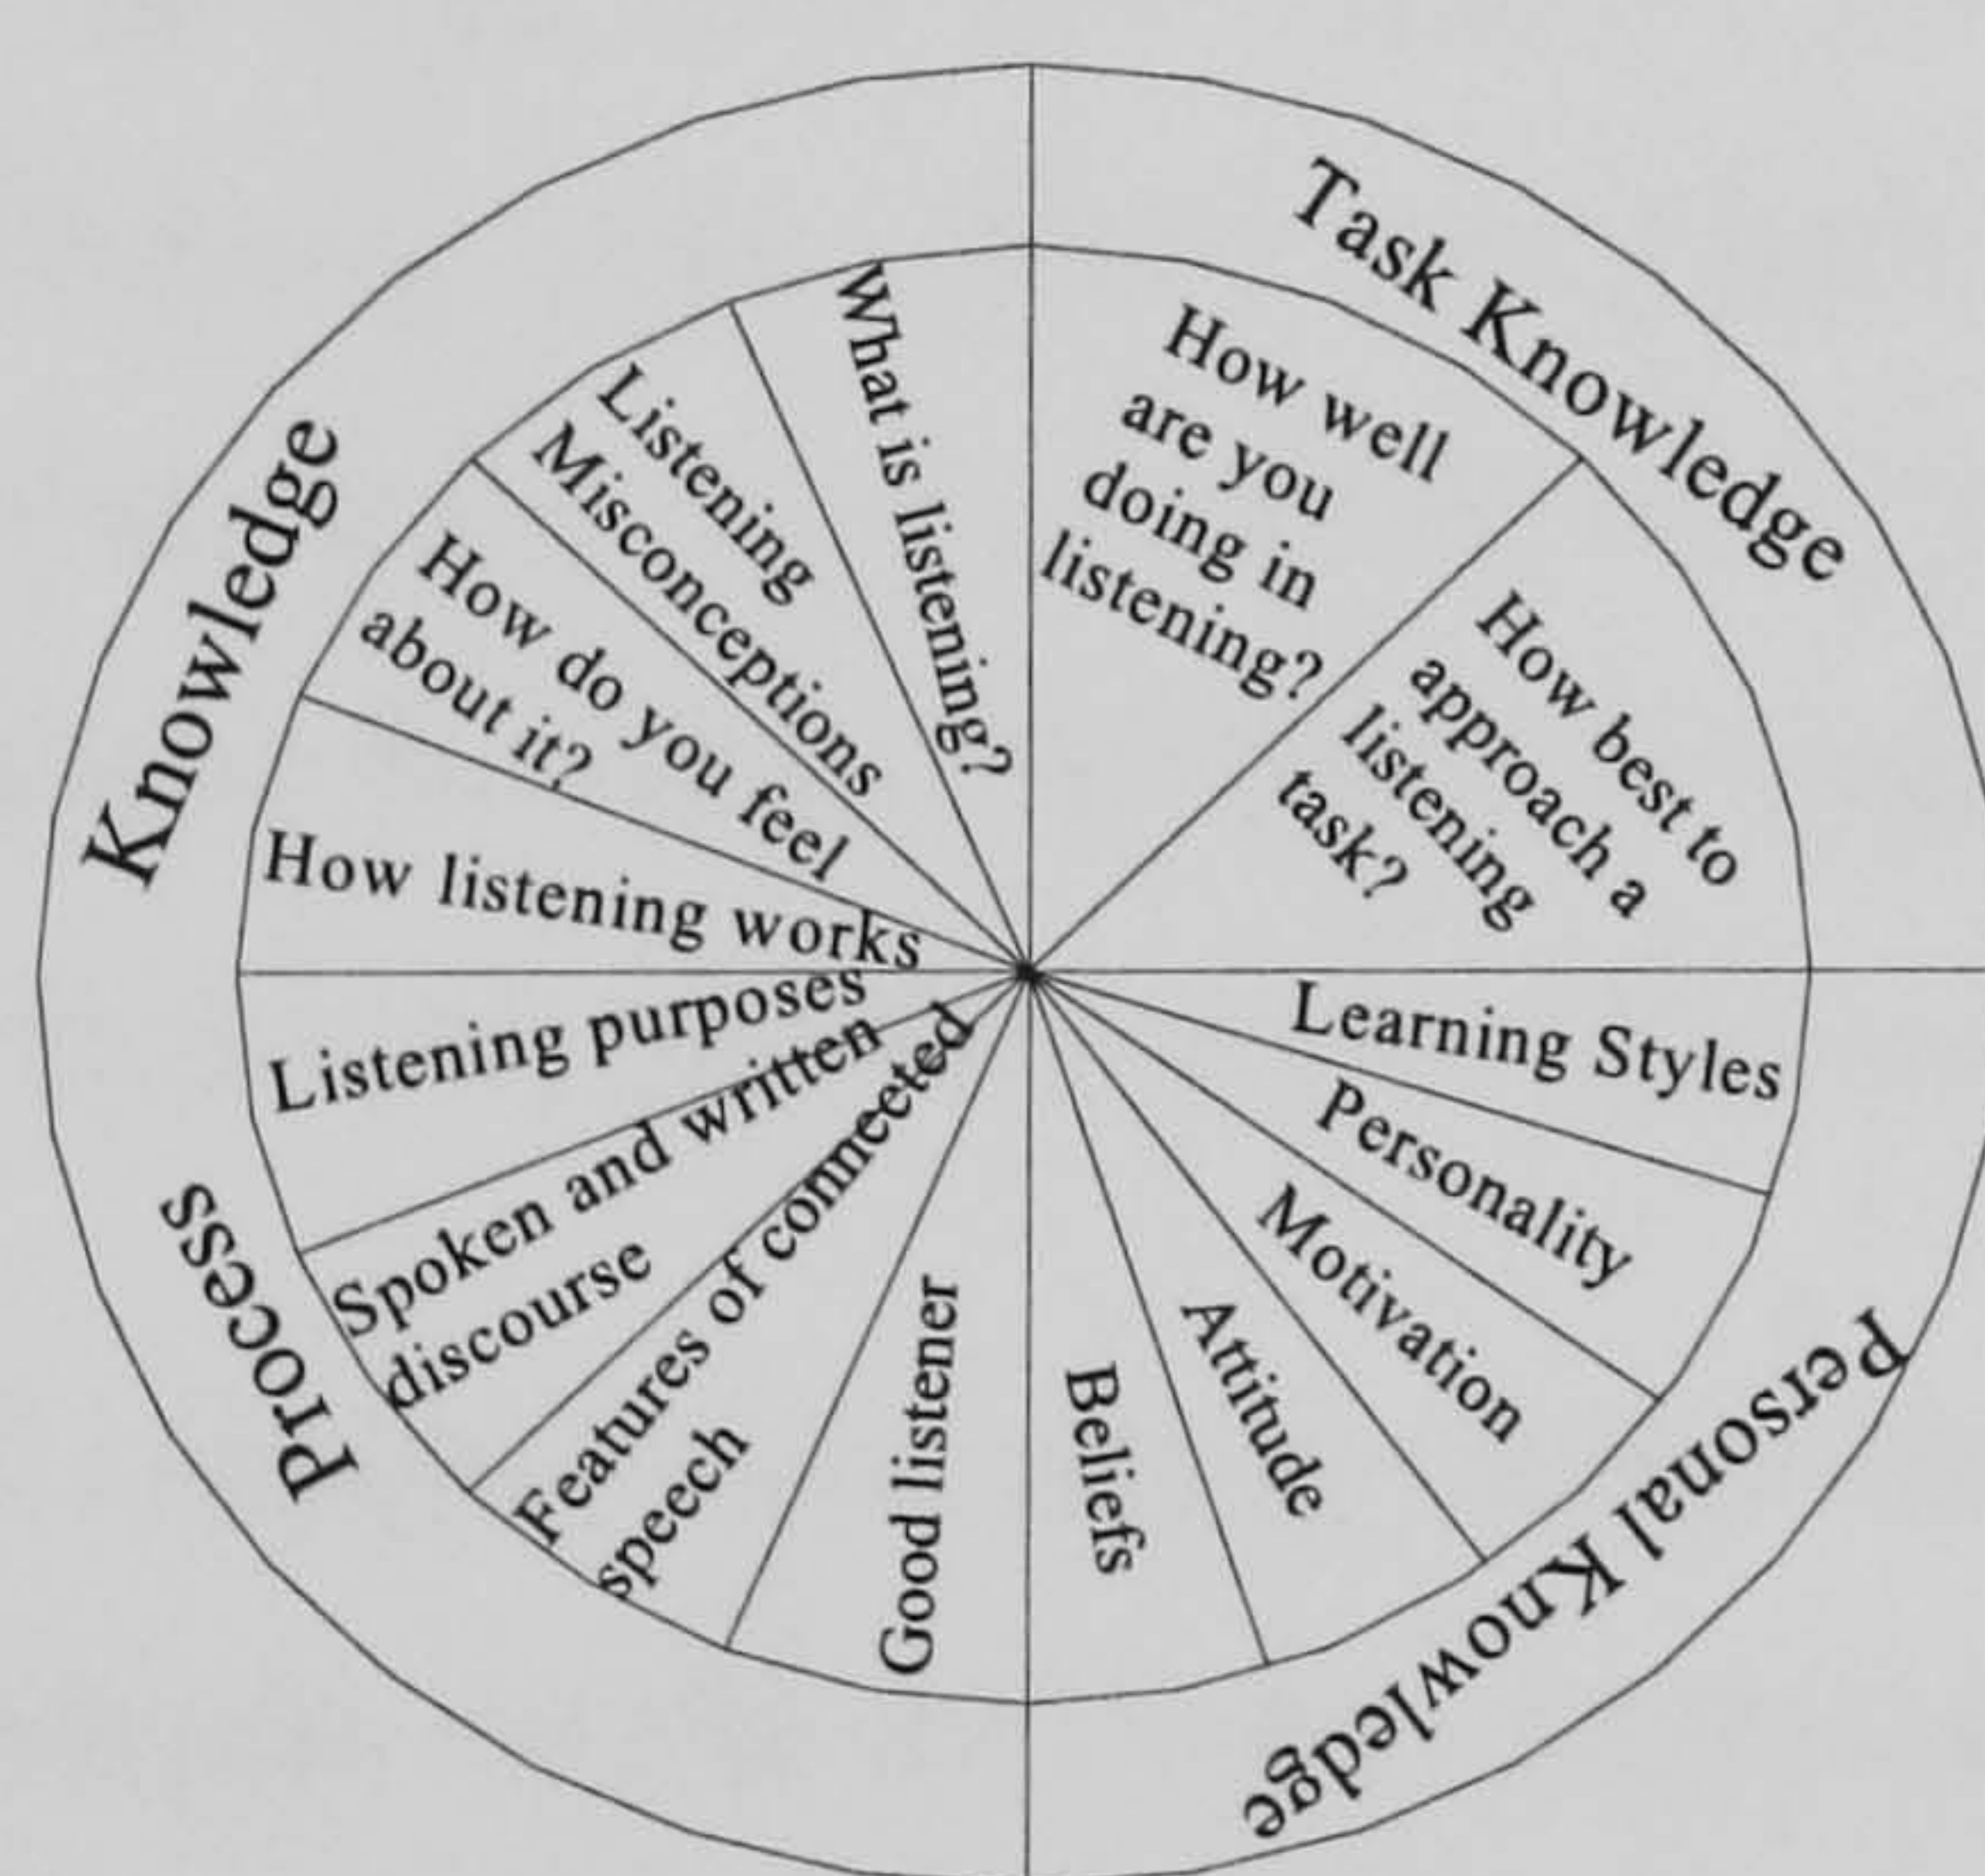 Task Knowledge
How well
are you
doing in
listening?
How best to
approach a
listening
task?
Learning Styles
Personality
Motivation
Attitude
Beliefs
Personal Knowledge
Good listener
Features of connected
speech
Spoken and written
discourse
Listening purposes
Process
Knowledge
How listening works
How do you feel
about it?
Listening
Misconceptions
What is listening?